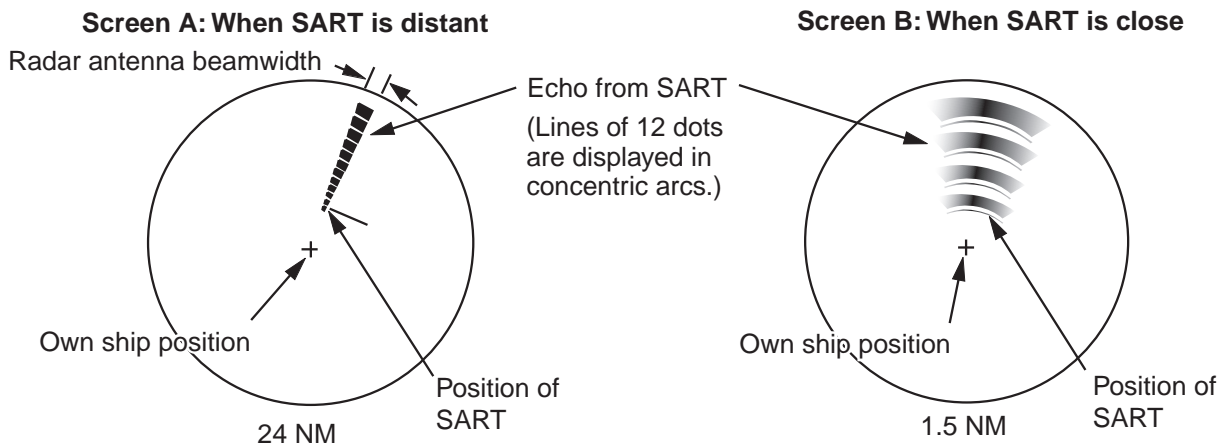 Screen A: When SART is distant
Radar antenna beamwidth
Echo from SART
(Lines of 12 dots
are displayed in
concentric arcs.)
Own ship position
Position of
SART
24 NM
Screen B: When SART is close
Own ship position
Position of
SART
1.5 NM